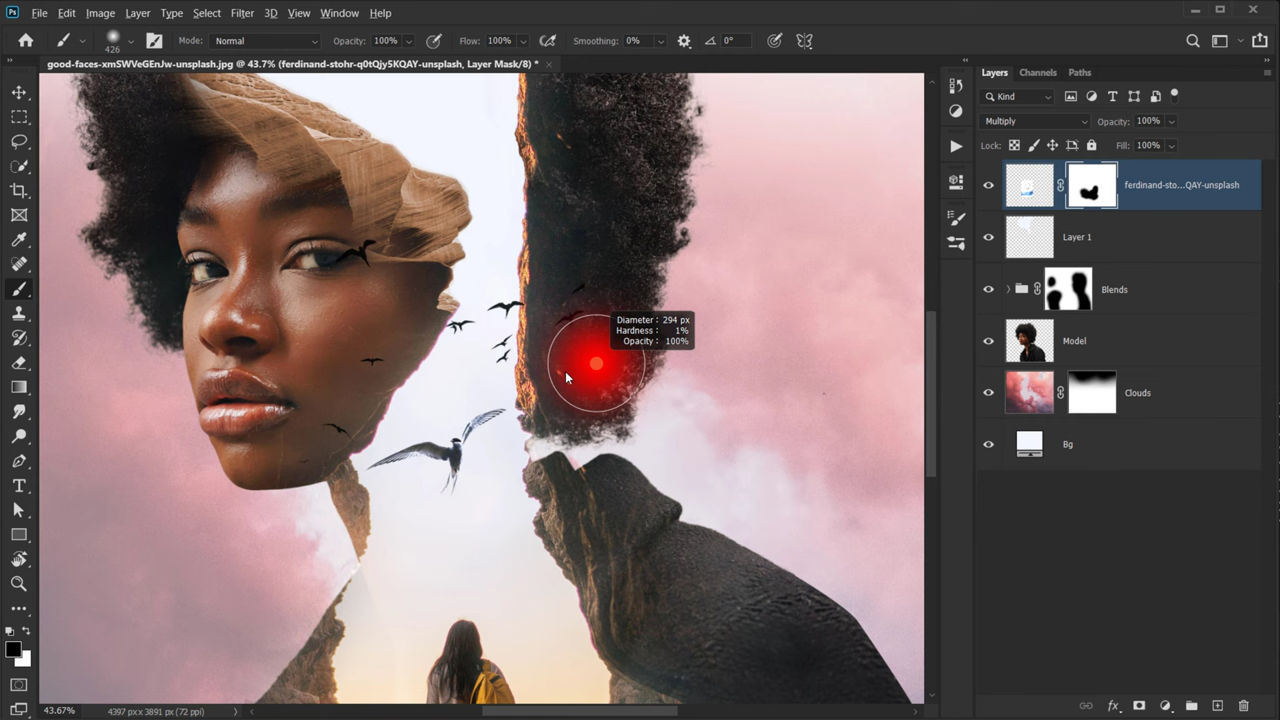 Ps File Edit Image Layer Type Select Filter 3D View Window Help
426 Mode: Normal Opacity: 100% Flow: 100% Smoothing: 0% 0°
good-faces-xmSWVeGEnJw-unsplash.jpg @ 43.7% (ferdinand-stohr-q0tQjy5KQAY-unsplash, Layer Mask/8) *
Layers Channels Paths
Kind
Multiply Opacity: 100%
Lock: Fill: 100%
ferdinand-sto...QAY-unsplash
Layer 1
Blends
Diameter: 294 px
Hardness: 1%
Opacity: 100%
Model
Clouds
Bg
43.67% 4397 px x 3891 px (72 ppi)